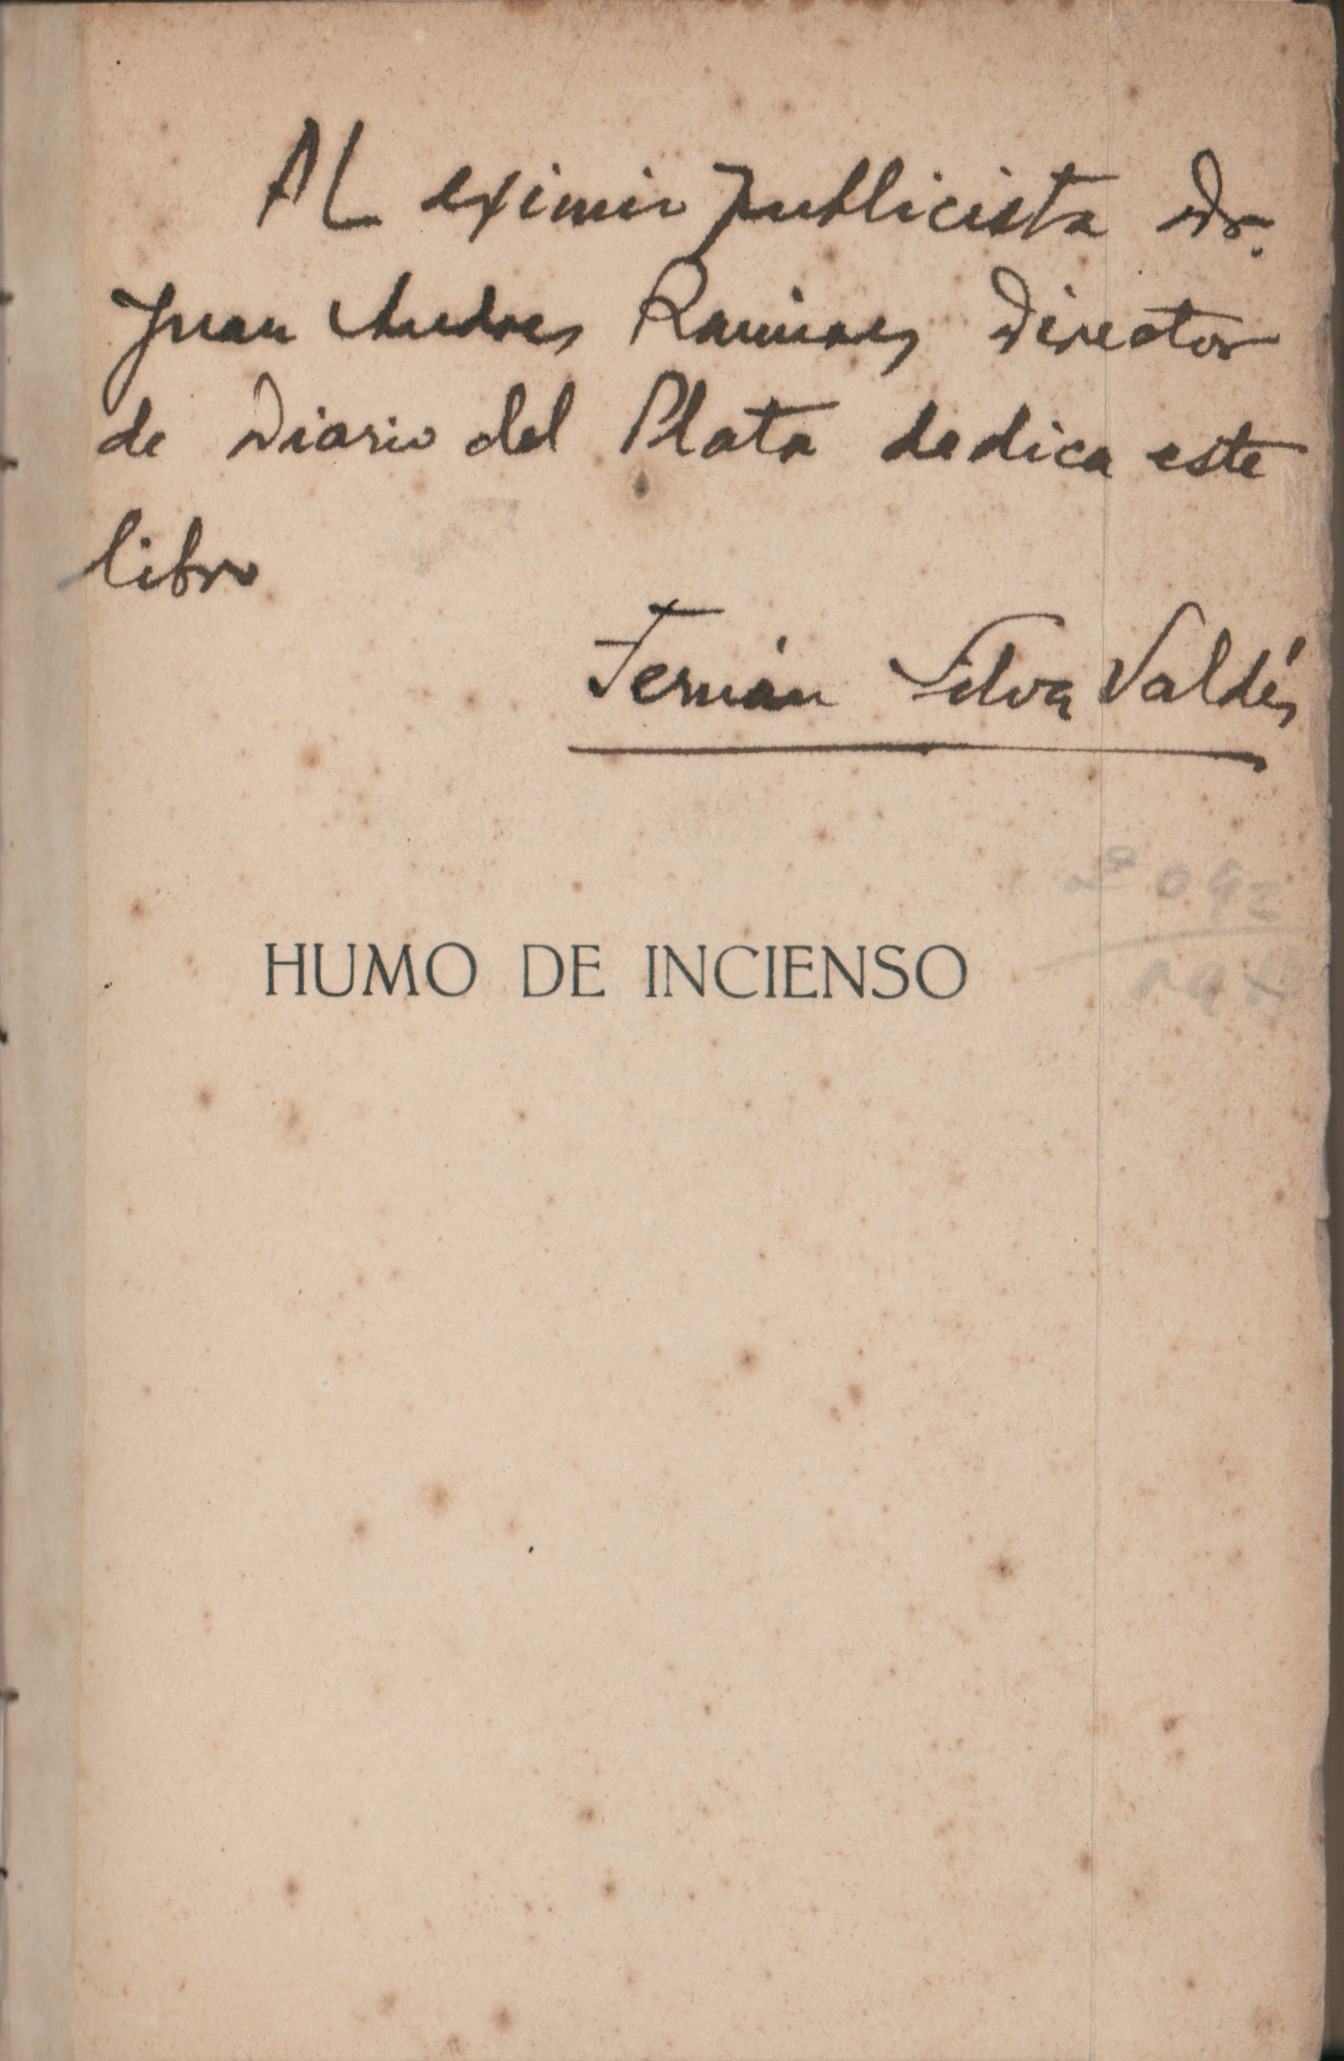 Al eximio publicista Dr.
Juan Andres Ramires Director
de Diario del Plata dedica este
libro
Fernán Silva Valdés
HUMO DE INCIENSO